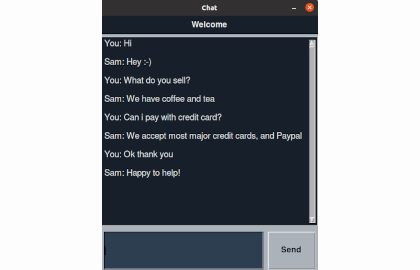 Chat
Welcome
You: Hi
Sam: Hey :-)
You: What do you sell?
Sam: We have coffee and tea
You: Can i pay with credit card?
Sam: We accept most major credit cards, and Paypal
You: Ok thank you
Sam: Happy to help!
Send